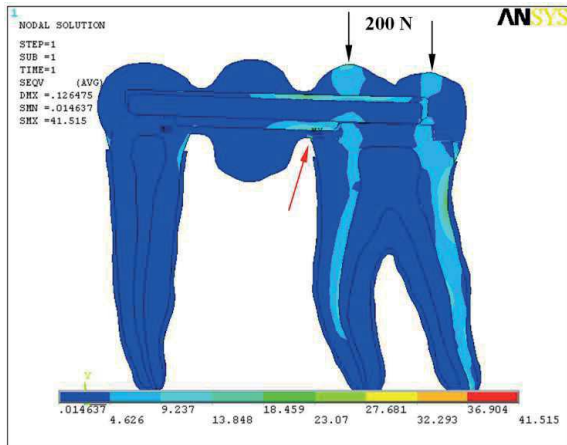 1
NODAL SOLUTION
STEP=1
SUB =1
TIME=1
SEQV (AVG)
DMX =.126475
SMN =.014637
SMX =41.515
200 N
ANSYS
MX
Y
.014637 9.237 18.459 27.681 36.904
4.626 13.848 23.07 32.293 41.515